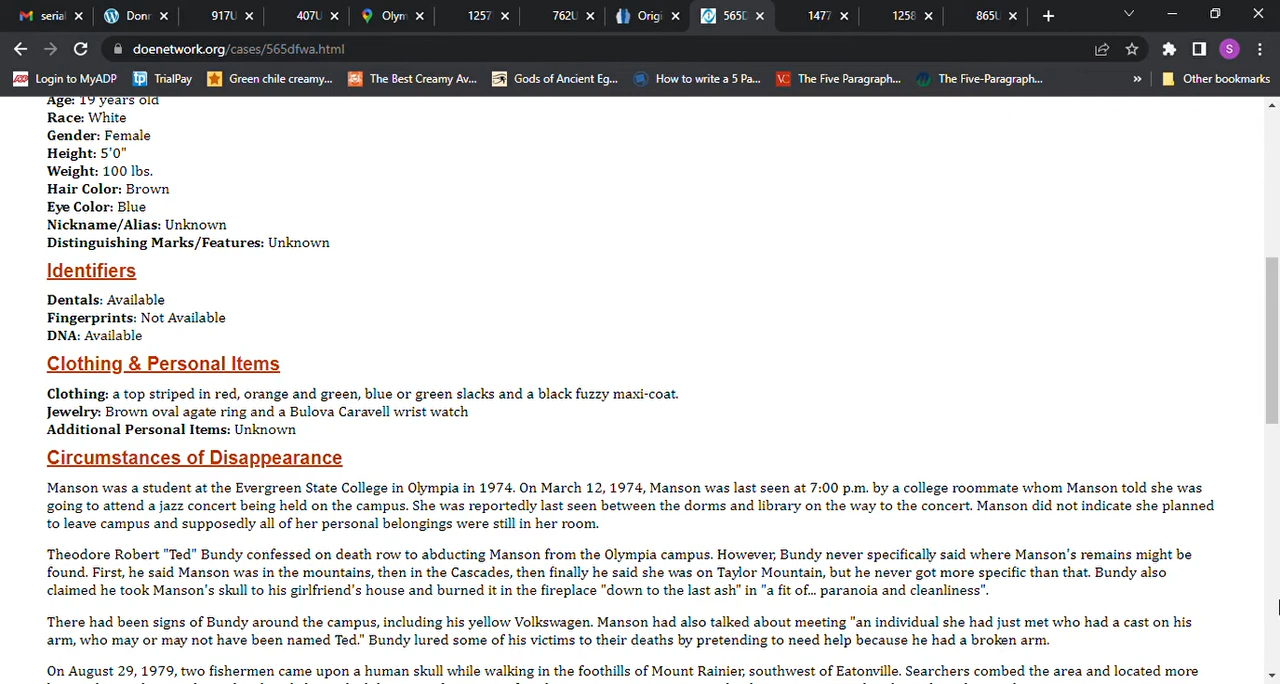 serial
Donr
917U
407U
Olym
1257
762U
Origi
565D
1477
1258
865U
doenetwork.org/cases/565dfwa.html
S
Login to MyADP
TrialPay
Green chile creamy...
The Best Creamy Av...
Gods of Ancient Eg...
How to write a 5 Pa...
The Five Paragraph...
The Five-Paragraph...
Other bookmarks
Age: 19 years old
Race: White
Gender: Female
Height: 5'0"
Weight: 100 lbs.
Hair Color: Brown
Eye Color: Blue
Nickname/Alias: Unknown
Distinguishing Marks/Features: Unknown
Identifiers
Dentals: Available
Fingerprints: Not Available
DNA: Available
Clothing & Personal Items
Clothing: a top striped in red, orange and green, blue or green slacks and a black fuzzy maxi-coat.
Jewelry: Brown oval agate ring and a Bulova Caravell wrist watch
Additional Personal Items: Unknown
Circumstances of Disappearance
Manson was a student at the Evergreen State College in Olympia in 1974. On March 12, 1974, Manson was last seen at 7:00 p.m. by a college roommate whom Manson told she was
going to attend a jazz concert being held on the campus. She was reportedly last seen between the dorms and library on the way to the concert. Manson did not indicate she planned
to leave campus and supposedly all of her personal belongings were still in her room.
Theodore Robert "Ted" Bundy confessed on death row to abducting Manson from the Olympia campus. However, Bundy never specifically said where Manson's remains might be
found. First, he said Manson was in the mountains, then in the Cascades, then finally he said she was on Taylor Mountain, but he never got more specific than that. Bundy also
claimed he took Manson's skull to his girlfriend's house and burned it in the fireplace "down to the last ash" in "a fit of... paranoia and cleanliness".
There had been signs of Bundy around the campus, including his yellow Volkswagen. Manson had also talked about meeting "an individual she had just met who had a cast on his
arm, who may or may not have been named Ted." Bundy lured some of his victims to their deaths by pretending to need help because he had a broken arm.
On August 29, 1979, two fishermen came upon a human skull while walking in the foothills of Mount Rainier, southwest of Eatonville. Searchers combed the area and located more